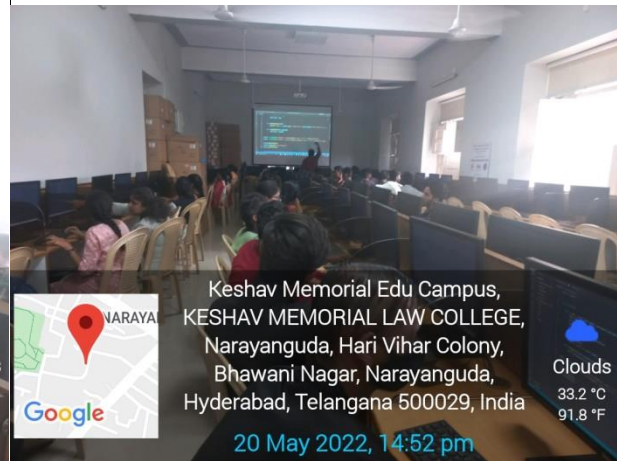 Keshav Memorial Edu Campus,
KESHAV MEMORIAL LAW COLLEGE,
Narayanguda, Hari Vihar Colony,
Bhawani Nagar, Narayanguda,
Hyderabad, Telangana 500029, India
20 May 2022, 14:52 pm
NARAYA
Google
Clouds
33.2 °C
91.8 °F